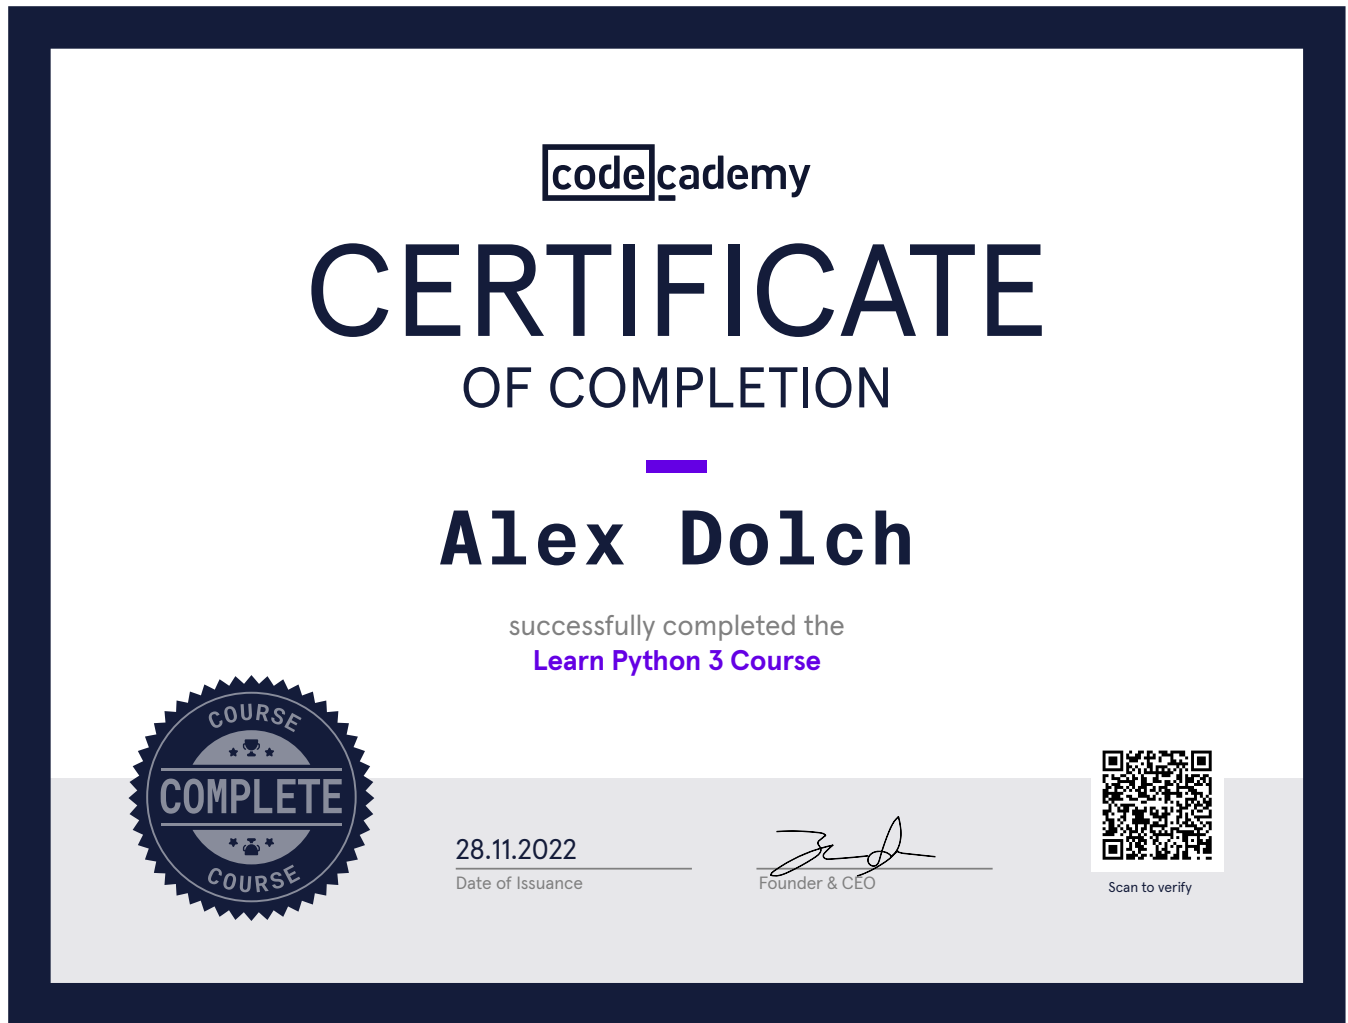 codecademy
CERTIFICATE
OF COMPLETION
Alex Dolch
successfully completed the
Learn Python 3 Course
COURSE
COMPLETE
COURSE
28.11.2022
Date of Issuance
Founder & CEO
Scan to verify